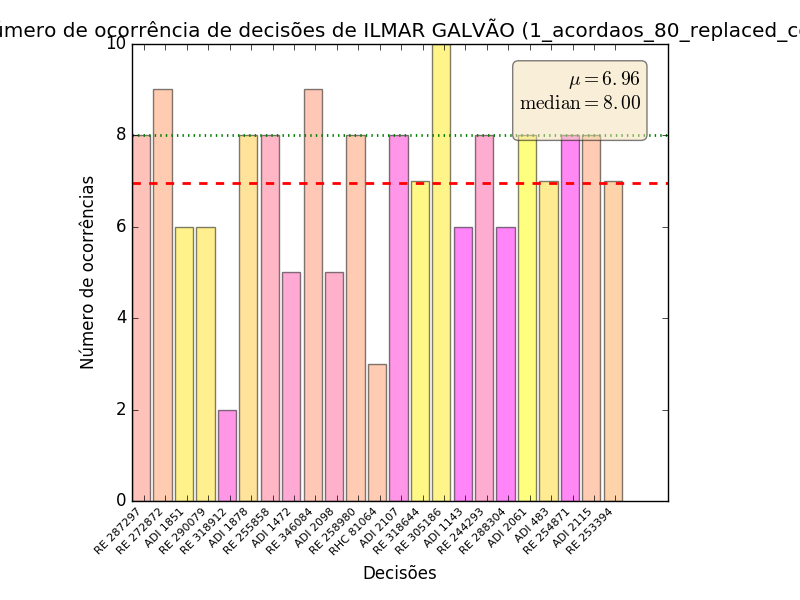 de ocorrência de decisões de ILMAR GALVÃO
μ = 6.96
median = 8.00
10
8
6
4
2
0
Número de ocorrências
RE 287297
RE 272872
ADI 1851
RE 290079
RE 318912
ADI 1878
RE 255858
ADI 1472
RE 346084
ADI 2098
RE 258980
RHC 81064
ADI 2107
RE 318644
RE 305186
ADI 1143
RE 244293
RE 288304
ADI 2061
ADI 483
RE 254871
ADI 2115
RE 253394
Decisões